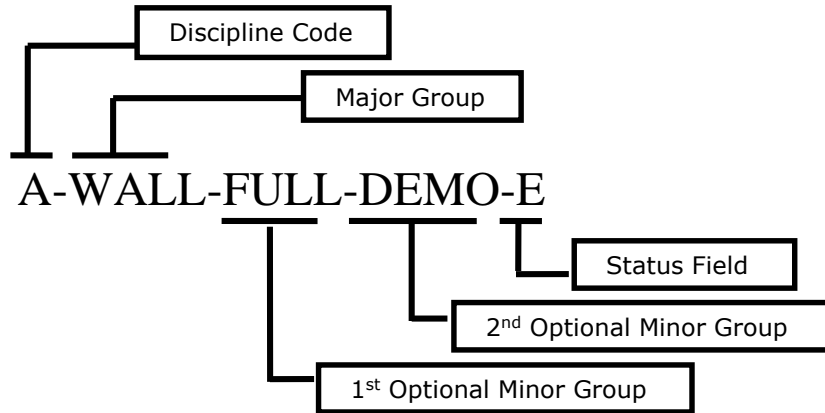 Discipline Code
Major Group
A-WALL-FULL-DEMO-E
Status Field
2nd Optional Minor Group
1st Optional Minor Group